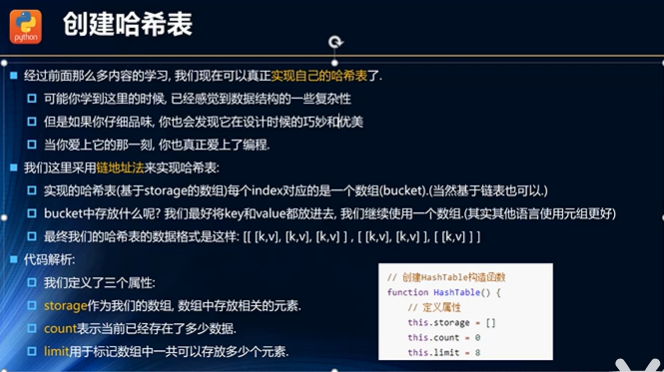 python
创建哈希表
经过前面那么多内容的学习, 我们现在可以真正实现自己的哈希表了.
可能你学到这里的时候, 已经感觉到数据结构的一些复杂性
但是如果你仔细品味, 你也会发现它在设计时候的巧妙和优美
当你爱上它的那一刻, 你也真正爱上了编程.
我们这里采用链地址法来实现哈希表:
实现的哈希表(基于storage的数组)每个index对应的是一个数组(bucket).(当然基于链表也可以.)
bucket中存放什么呢? 我们最好将key和value都放进去, 我们继续使用一个数组.(其实其他语言使用元组更好)
最终我们的哈希表的数据格式是这样: [[ [k,v], [k,v], [k,v] ] , [ [k,v], [k,v] ], [ [k,v] ] ]
代码解析:
我们定义了三个属性:
storage作为我们的数组, 数组中存放相关的元素.
count表示当前已经存在了多少数据.
limit用于标记数组中一共可以存放多少个元素.
// 创建HashTable构造函数
function HashTable() {
// 定义属性
this.storage = []
this.count = 0
this.limit = 8